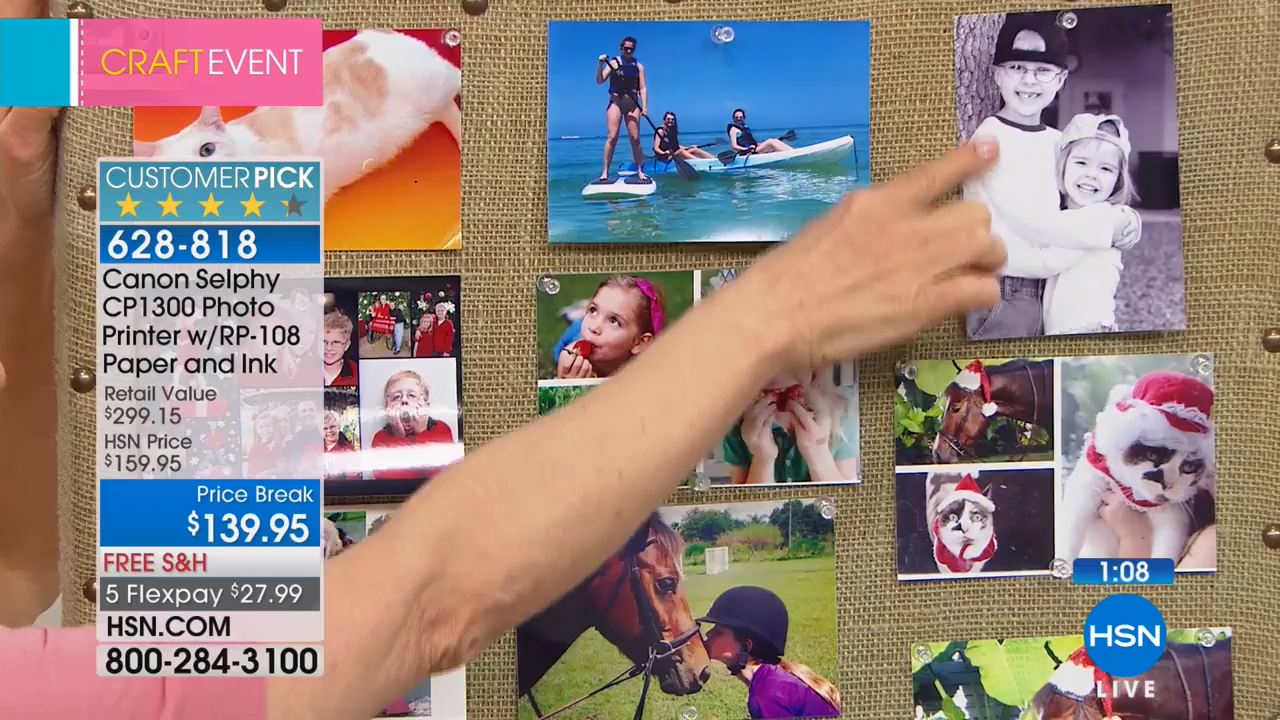 CRAFT EVENT
CUSTOMER PICK
628-818
Canon Selphy
CP1300 Photo
Printer w/RP-108
Paper and Ink
Retail Value
$299.15
HSN Price
$159.95
Price Break
$139.95
FREE S&H
5 Flexpay $27.99
HSN.COM
800-284-3100
1:08
HSN
LIVE